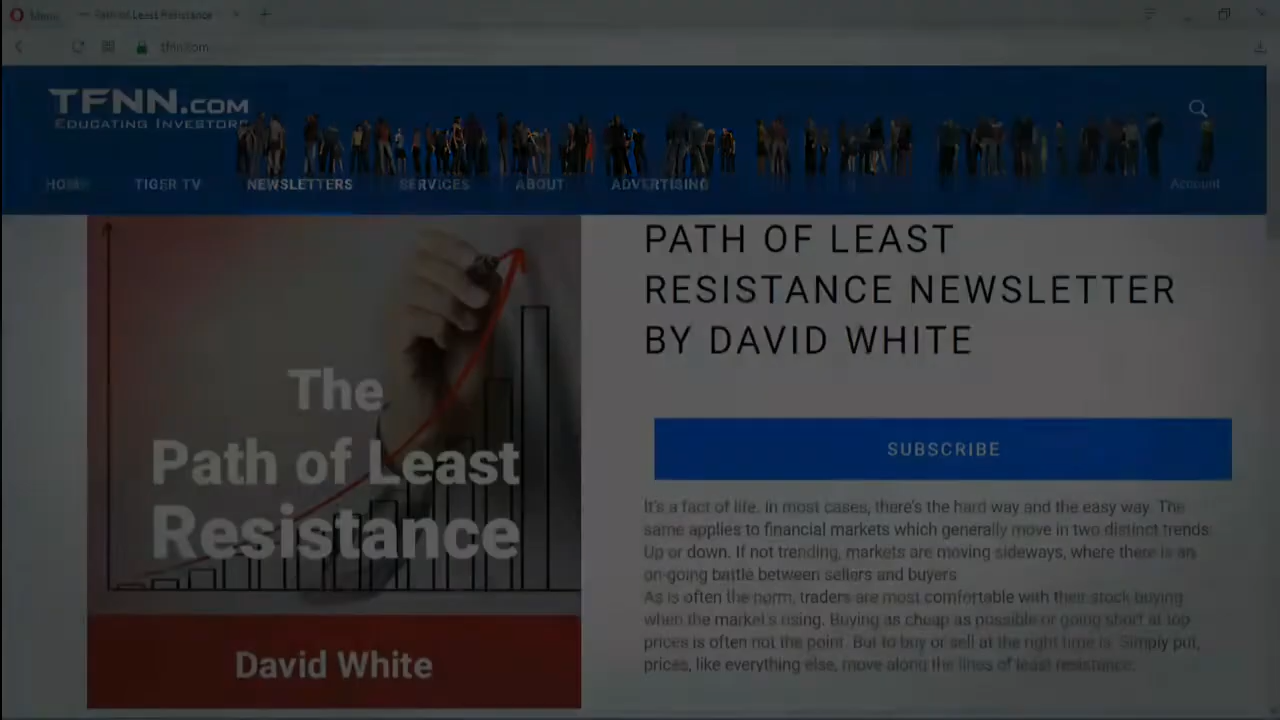 Menu
Path of Least Resistance
tfnn.com
TFNN.COM
EDUCATING INVESTORS
HOME
TIGER TV
NEWSLETTERS
SERVICES
ABOUT
ADVERTISING
Account
The
Path of Least
Resistance
David White
PATH OF LEAST
RESISTANCE NEWSLETTER
BY DAVID WHITE
SUBSCRIBE
It's a fact of life. In most cases, there's the hard way and the easy way. The
same applies to financial markets which generally move in two distinct trends:
Up or down. If not trending, markets are moving sideways, where there is an
on-going battle between sellers and buyers
As is often the norm, traders are most comfortable with their stock buying
when the market's rising. Buying as cheap as possible or going short at top
prices is often not the point. But to buy or sell at the right time is. Simply put,
prices, like everything else, move along the lines of least resistance.